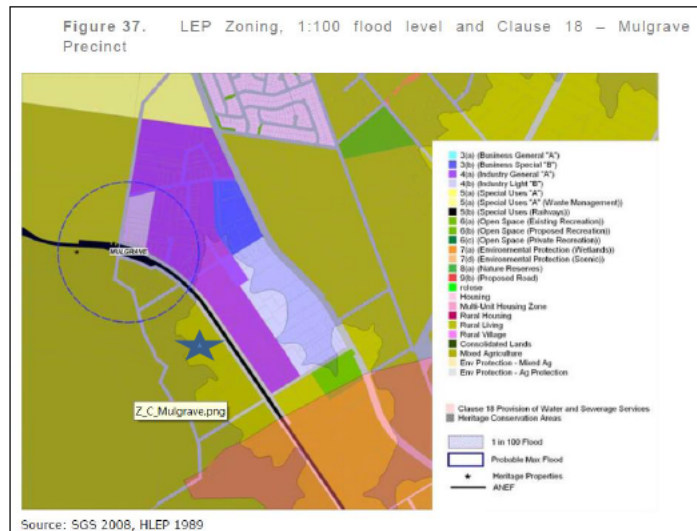 Figure 37. LEP Zoning, 1:100 flood level and Clause 18 – Mulgrave
Precinct
3(a) (Business General "A")
3(b) (Business Special "B")
4(a) (Industry General "A")
4(b) (Industry Light "B")
5(a) (Special Uses "A")
5(a) (Special Uses "A" (Waste Management))
5(b) (Special Uses (Railways))
6(a) (Open Space (Existing Recreation))
6(b) (Open Space (Proposed Recreation))
6(c) (Open Space (Private Recreation))
7(a) (Environmental Protection (Wetlands))
7(d) (Environmental Protection (Scenic))
8(a) (Nature Reserves)
9(b) (Proposed Road)
Housing
Multi-Unit Housing Zone
Rural Housing
Rural Living
Rural Village
Consolidated Lands
Mixed Agriculture
Env Protection - Mixed Ag
Env Protection - Ag Protection
MULGRAVE
Z_C_Mulgrave.png
Clause 18 Provision of Water and Sewerage Services
Heritage Conservation Areas
1 in 100 Flood
Probable Max Flood
Heritage Properties
ANEF
Source: SGS 2008, HLEP 1989